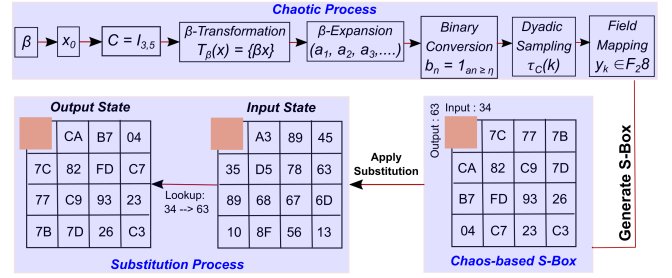 Chaotic Process
β
x₀
C = I₃,₅
β-Transformation
Tᵦ(x) = {βx}
β-Expansion
(a₁, a₂, a₃,....)
Binary
Conversion
bₙ = 1ₐₙ ≥ η
Dyadic
Sampling
τ_C(k)
Field
Mapping
yₖ ∈F₂8
Output State
CA B7 04
7C 82 FD C7
77 C9 93 23
7B 7D 26 C3
Lookup:
34 --> 63
Input State
A3 89 45
35 D5 78 63
89 68 67 6D
10 8F 56 13
Substitution Process
Apply
Substitution
Output : 63
Input : 34
7C 77 7B
CA 82 C9 7D
B7 FD 93 26
04 C7 23 C3
Chaos-based S-Box
Generate S-Box